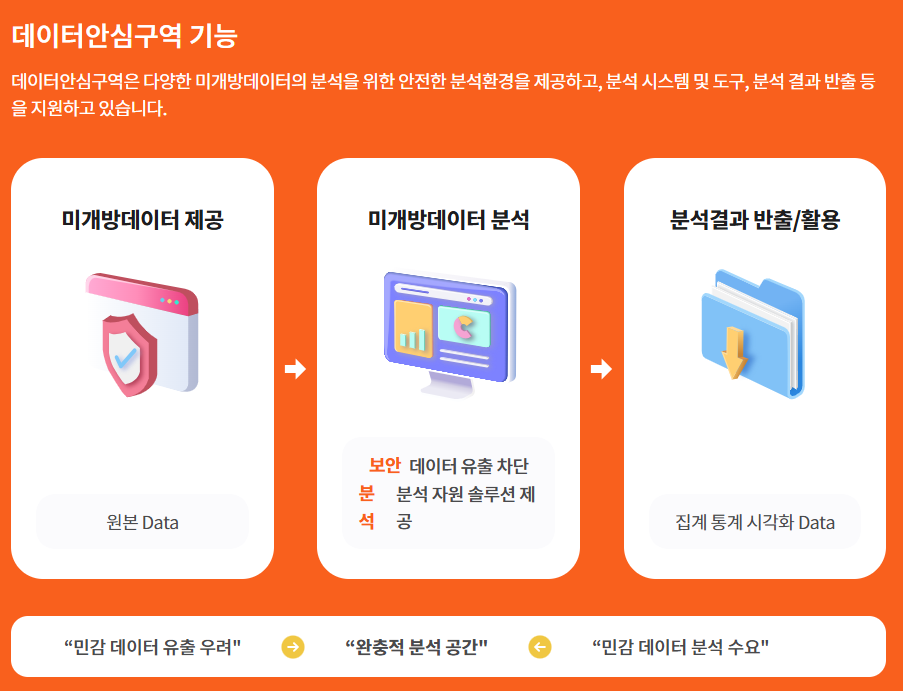 데이터안심구역 기능
데이터안심구역은 다양한 미개방데이터의 분석을 위한 안전한 분석환경을 제공하고, 분석 시스템 및 도구, 분석 결과 반출 등
을 지원하고 있습니다.
미개방데이터 제공
원본 Data
미개방데이터 분석
보안 데이터 유출 차단
분 분석 자원 솔루션 제
석 공
분석결과 반출/활용
집계 통계 시각화 Data
“민감 데이터 유출 우려"
“완충적 분석 공간"
“민감 데이터 분석 수요"